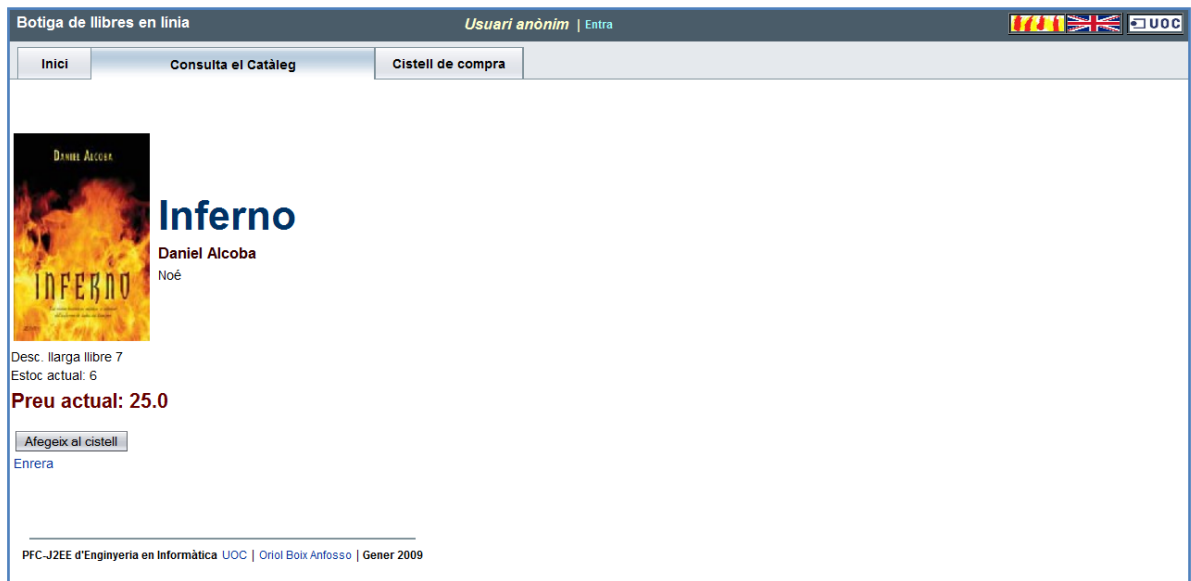 Botiga de llibres en línia Usuari anònim | Entra UOC
Inici Consulta el Catàleg Cistell de compra
DANIEL ALCOBA
INFERNO
Inferno
Daniel Alcoba
Noé
Desc. llarga llibre 7
Estoc actual: 6
Preu actual: 25.0
Afegeix al cistell
Enrera
PFC-J2EE d'Enginyeria en Informàtica UOC | Oriol Boix Anfosso | Gener 2009